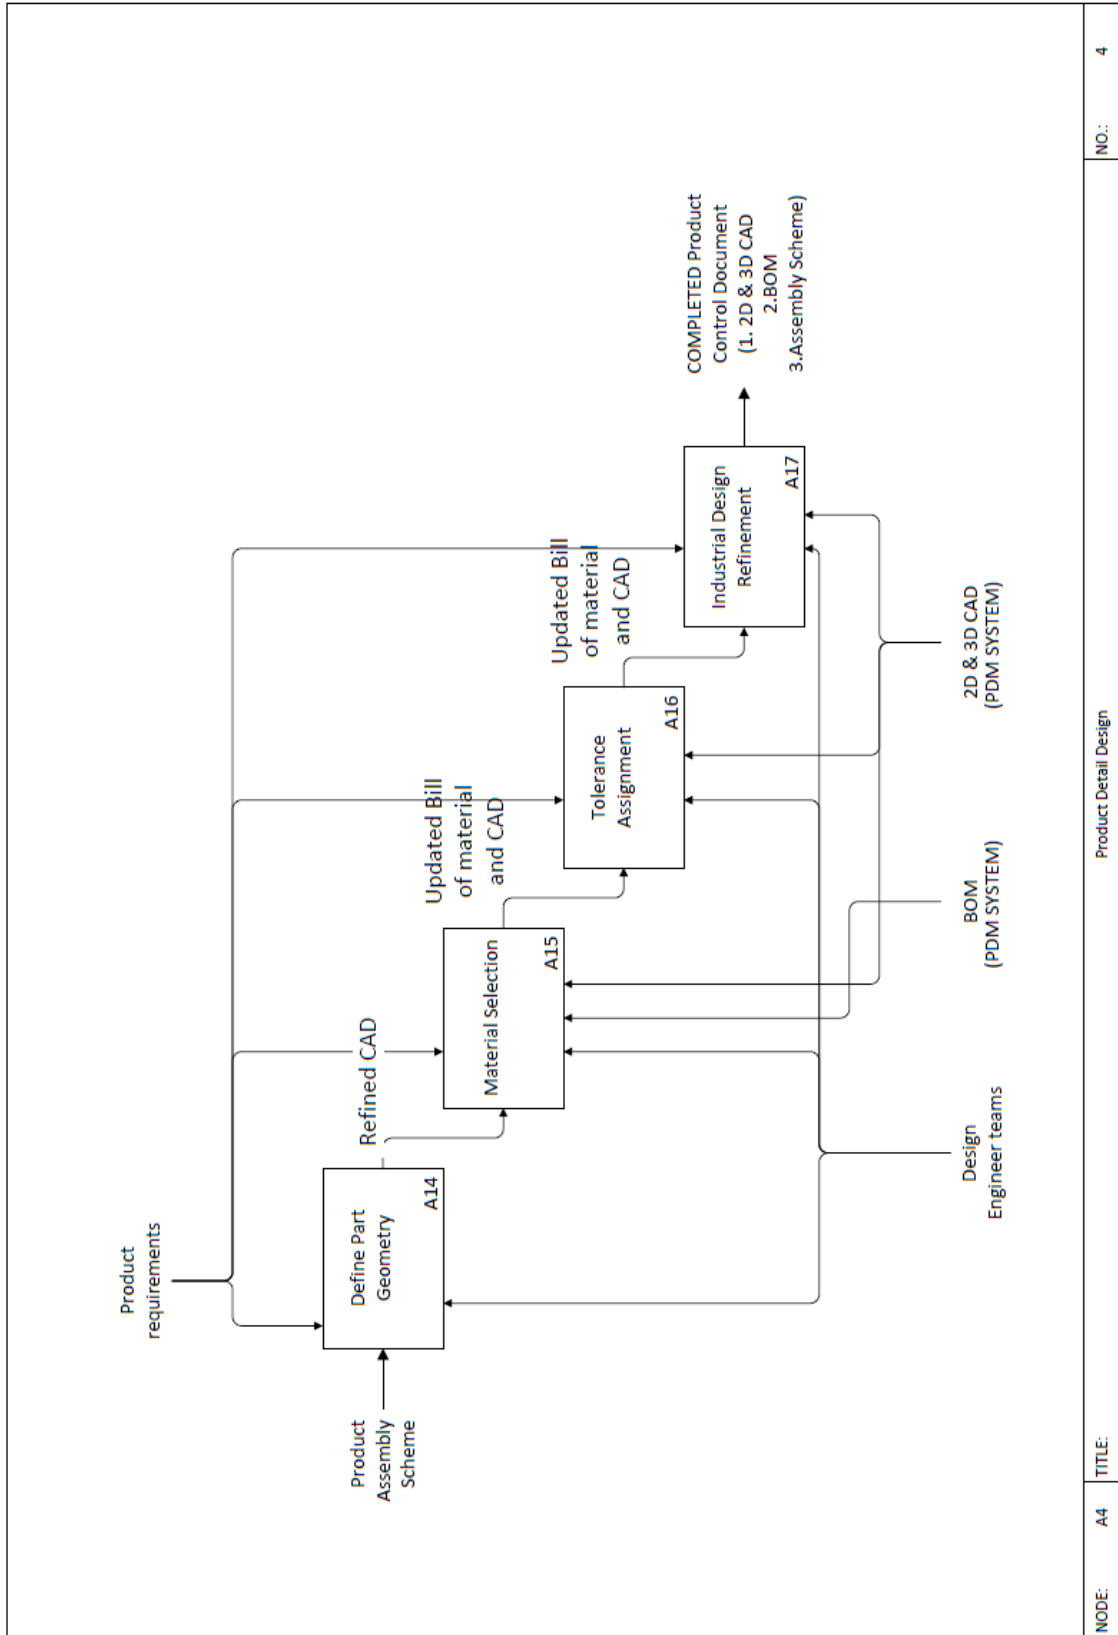 Product
requirements
Product
Assembly
Scheme
Define Part
Geometry
A14
Refined CAD
Material Selection
A15
Updated Bill
of material
and CAD
Tolerance
Assignment
A16
Updated Bill
of material
and CAD
Industrial Design
Refinement
A17
COMPLETED Product
Control Document
(1. 2D & 3D CAD
2.BOM
3.Assembly Scheme)
Design
Engineer teams
BOM
(PDM SYSTEM)
2D & 3D CAD
(PDM SYSTEM)
NODE: A4
TITLE:
Product Detail Design
NO.: 4